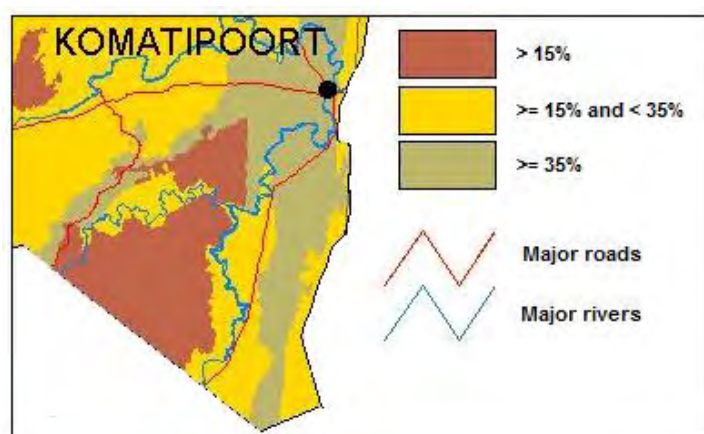 KOMATIPOORT
> 15%
>= 15% and < 35%
>= 35%
Major roads
Major rivers